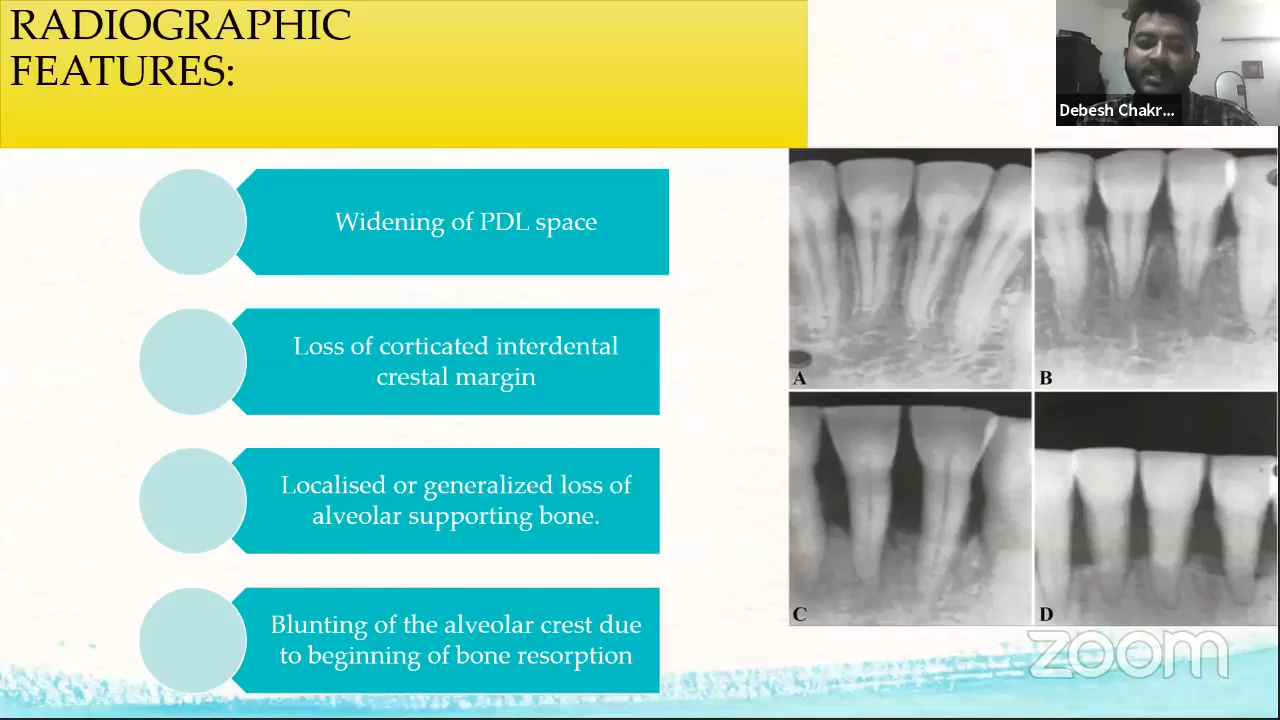 RADIOGRAPHIC
FEATURES:
Debesh Chakr...
Widening of PDL space
Loss of corticated interdental
crestal margin
Localised or generalized loss of
alveolar supporting bone.
Blunting of the alveolar crest due
to beginning of bone resorption
A
B
C
D
zoom